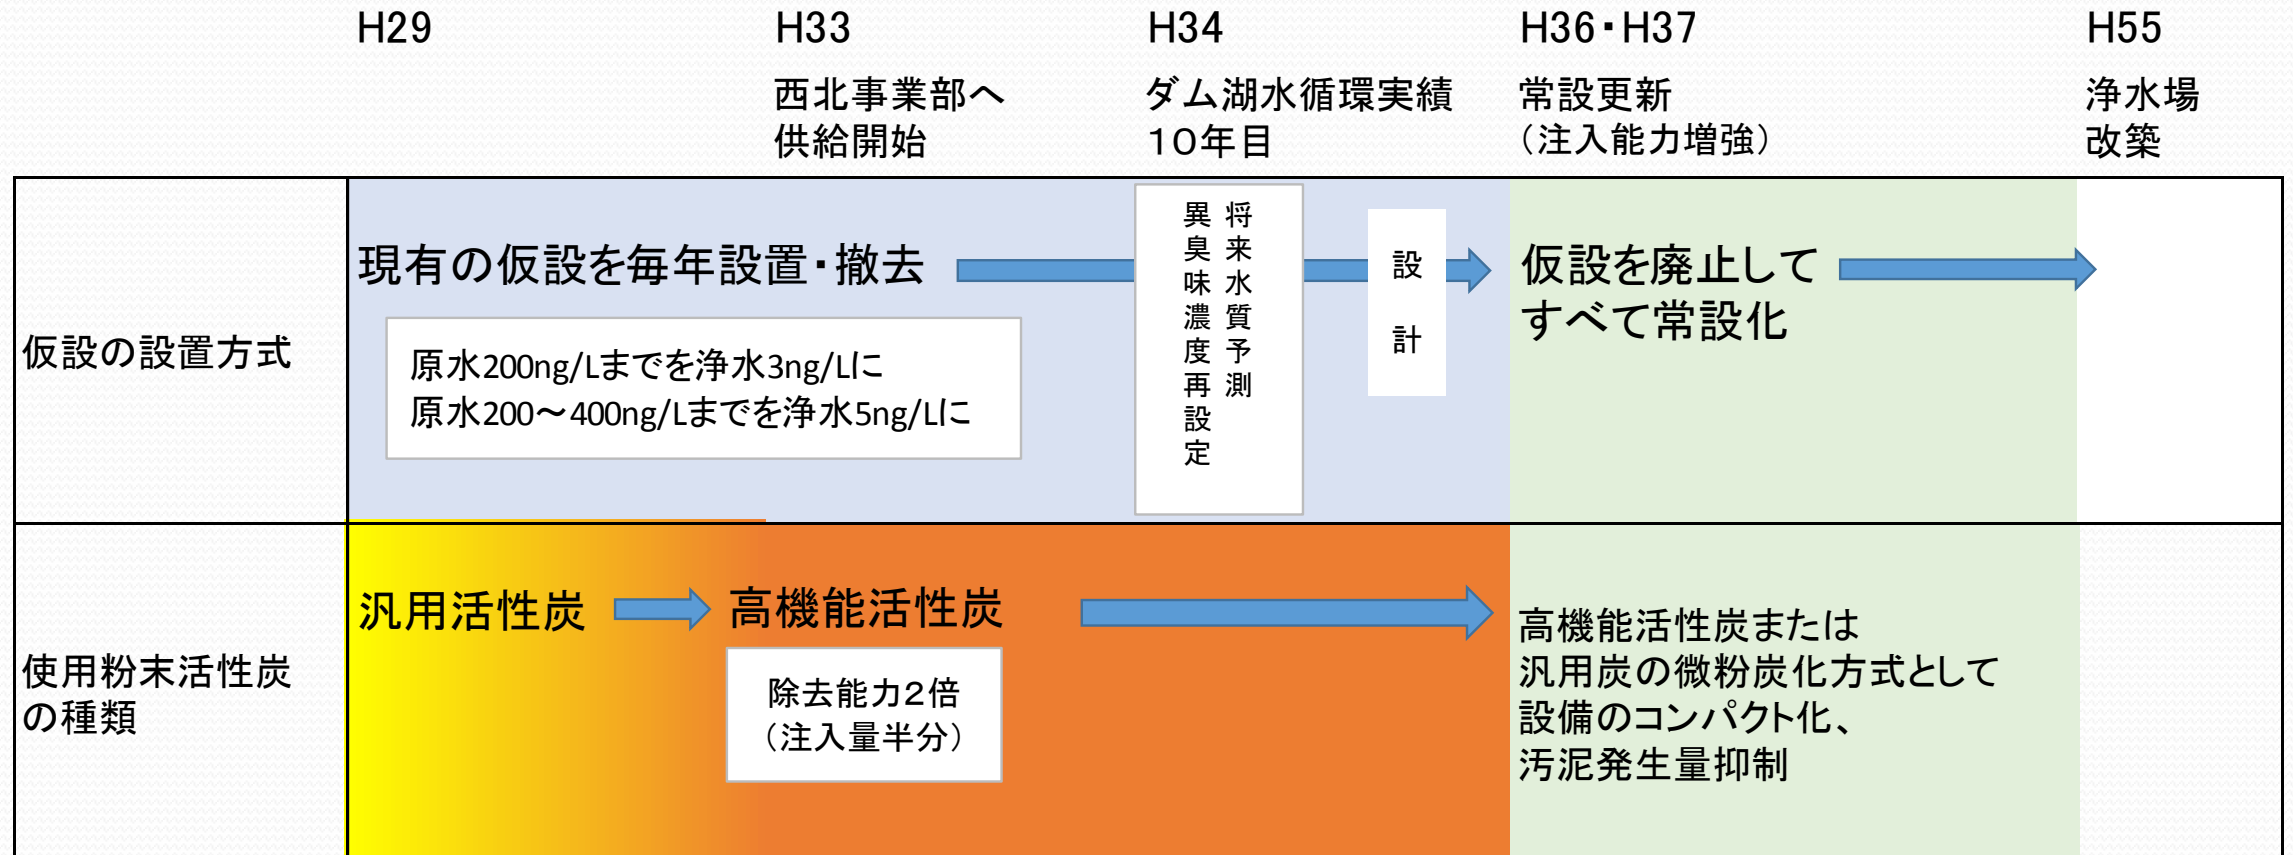 H29
H33
H34
H36・H37
H55
西北事業部へ
供給開始
ダム湖水循環実績
１０年目
常設更新
（注入能力増強）
浄水場
改築
仮設の設置方式
現有の仮設を毎年設置・撤去
原水200ng/Lまでを浄水3ng/Lに
原水200～400ng/Lまでを浄水5ng/Lに
将来水質予測
異臭味濃度再設定
設計
仮設を廃止して
すべて常設化
使用粉末活性炭
の種類
汎用活性炭
高機能活性炭
除去能力２倍
（注入量半分）
高機能活性炭または
汎用炭の微粉炭化方式として
設備のコンパクト化、
汚泥発生量抑制